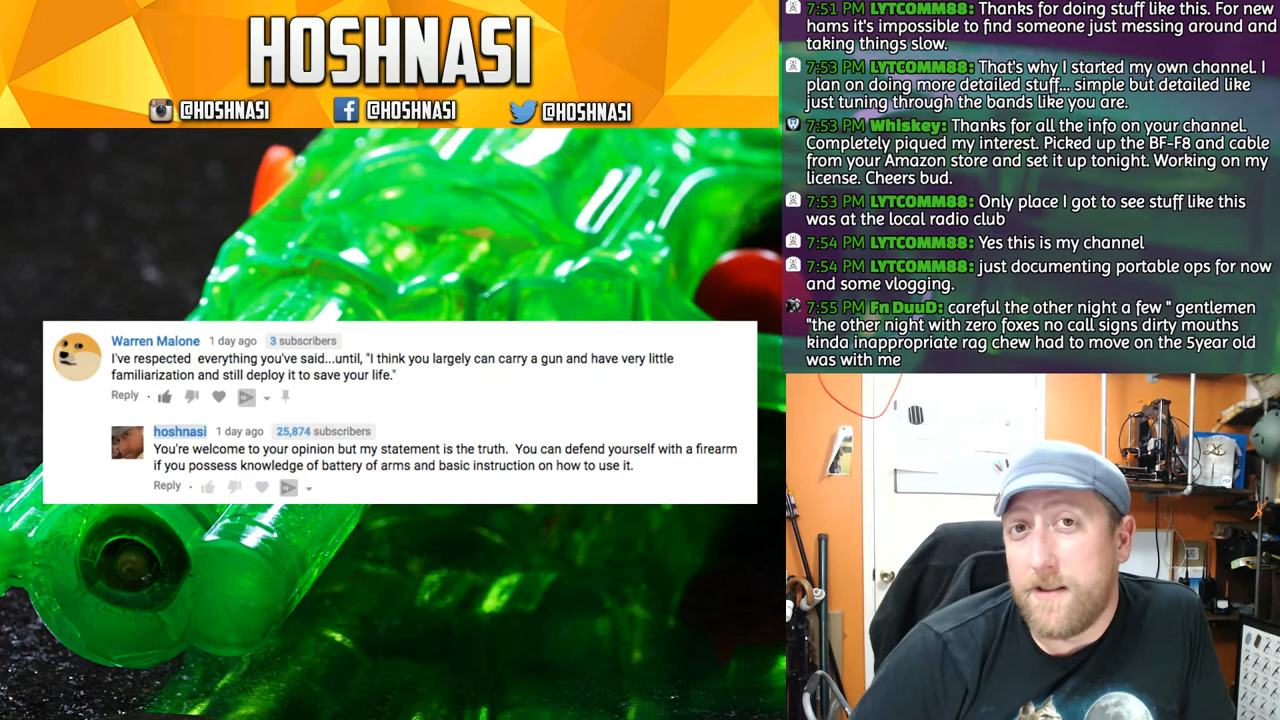 HOSHNASI
@HOSHNASI @HOSHNASI @HOSHNASI
Warren Malone 1 day ago 3 subscribers
I've respected everything you've said...until, "I think you largely can carry a gun and have very little
familiarization and still deploy it to save your life."
Reply
hoshnasi 1 day ago 25,874 subscribers
You're welcome to your opinion but my statement is the truth. You can defend yourself with a firearm
if you possess knowledge of battery of arms and basic instruction on how to use it.
Reply
7:51 PM LYTCOMM88: Thanks for doing stuff like this. For new
hams it's impossible to find someone just messing around and
taking things slow.
7:53 PM LYTCOMM88: That's why I started my own channel. I
plan on doing more detailed stuff... simple but detailed like
just tuning through the bands like you are.
7:53 PM Whiskey: Thanks for all the info on your channel.
Completely piqued my interest. Picked up the BF-F8 and cable
from your Amazon store and set it up tonight. Working on my
license. Cheers bud.
7:53 PM LYTCOMM88: Only place I got to see stuff like this
was at the local radio club
7:54 PM LYTCOMM88: Yes this is my channel
7:54 PM LYTCOMM88: just documenting portable ops for now
and some vlogging.
7:55 PM Fn DuuD: careful the other night a few " gentlemen
"the other night with zero foxes no call signs dirty mouths
kinda inappropriate rag chew had to move on the 5year old
was with me